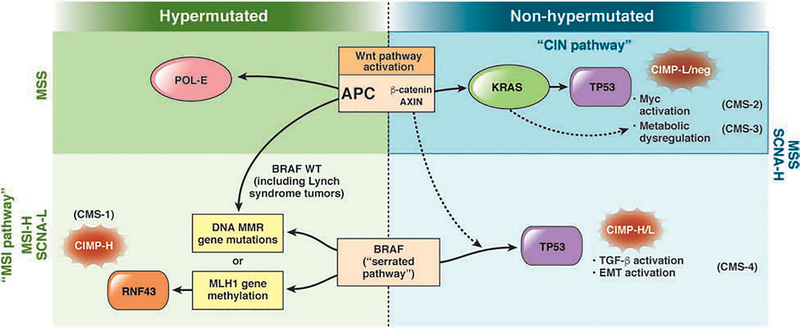 Hypermutated
Non-hypermutated
MSS
POL-E
Wnt pathway
activation
APC
β-catenin
AXIN
"CIN pathway"
KRAS
TP53
CIMP-L/neg
· Myc
activation
(CMS-2)
· Metabolic
dysregulation
(CMS-3)
MSS
SCNA-H
BRAF WT
(including Lynch
syndrome tumors)
"MSI pathway"
MSI-H
SCNA-L
(CMS-1)
CIMP-H
DNA MMR
gene mutations
or
MLH1 gene
methylation
RNF43
BRAF
("serrated
pathway")
TP53
CIMP-H/L
· TGF-β activation
· EMT activation
(CMS-4)